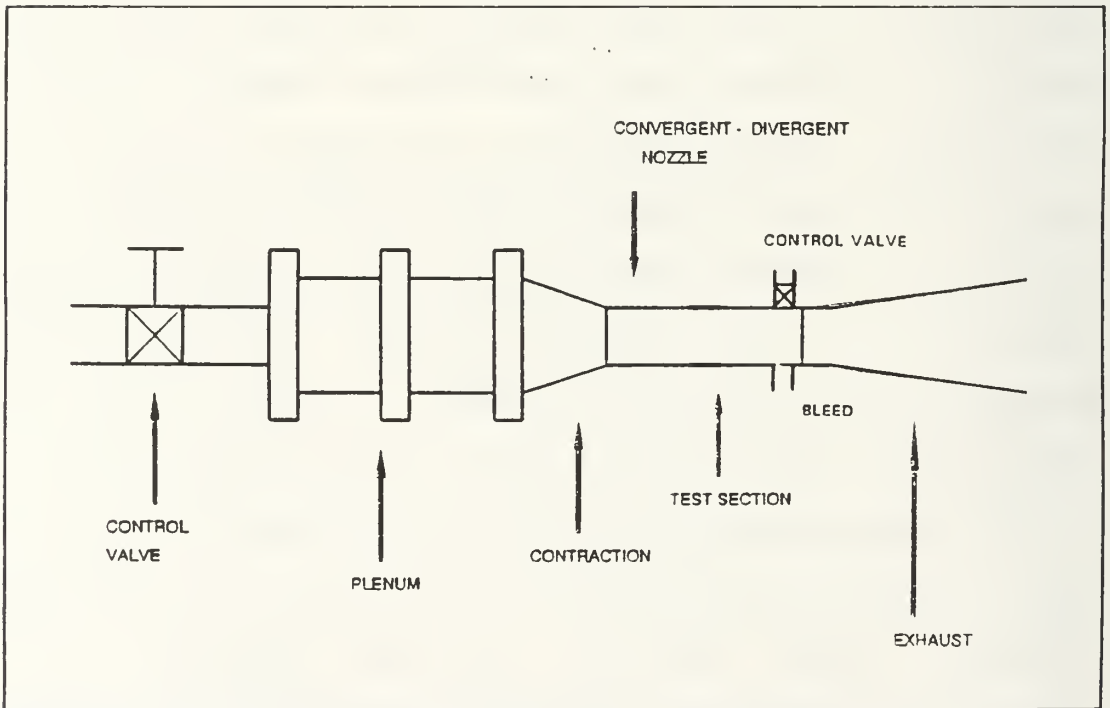 CONVERGENT - DIVERGENT
NOZZLE
CONTROL VALVE
BLEED
TEST SECTION
CONTROL
VALVE
CONTRACTION
PLENUM
EXHAUST